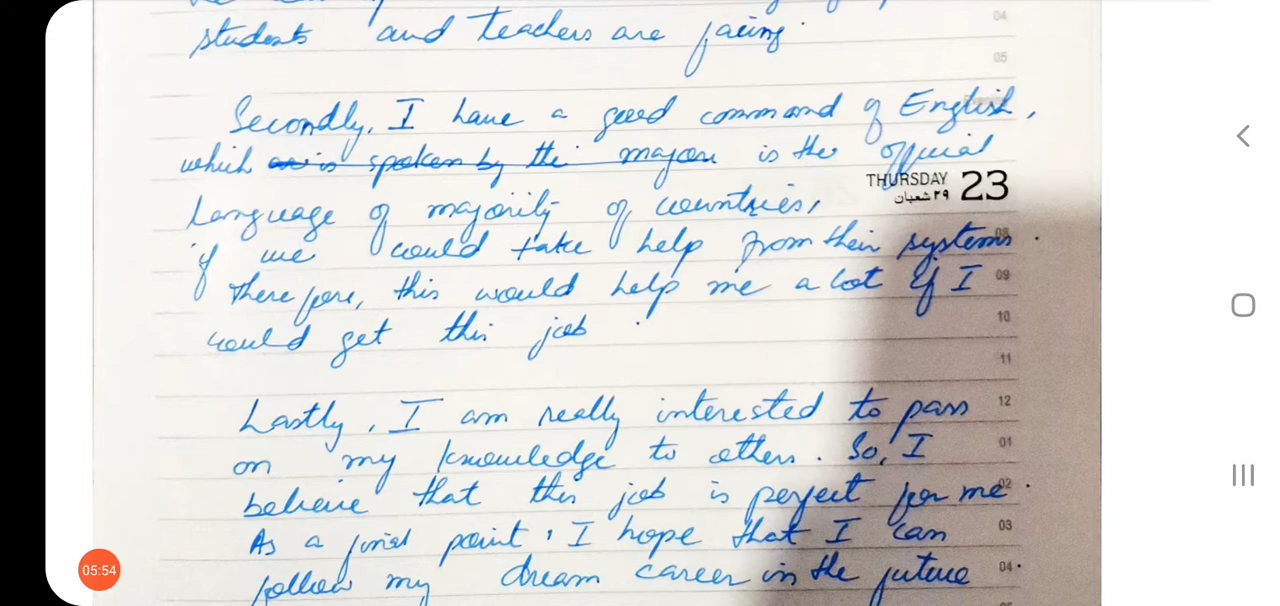 students and teachers are facing.
04
05
Secondly, I have a good command of English,
which is spoken by the major is the official
THURSDAY 23
٢٩ شعبان
Language of majority of countries,
if we could take help from their systems.
08
Therefore, this would help me a lot if I
09
could get this job.
10
11
Lastly, I am really interested to pass
12
on my knowledge to others. So, I
01
believe that this job is perfect for me.
02
As a final point, I hope that I can
03
follow my dream career in the future
04
05:54